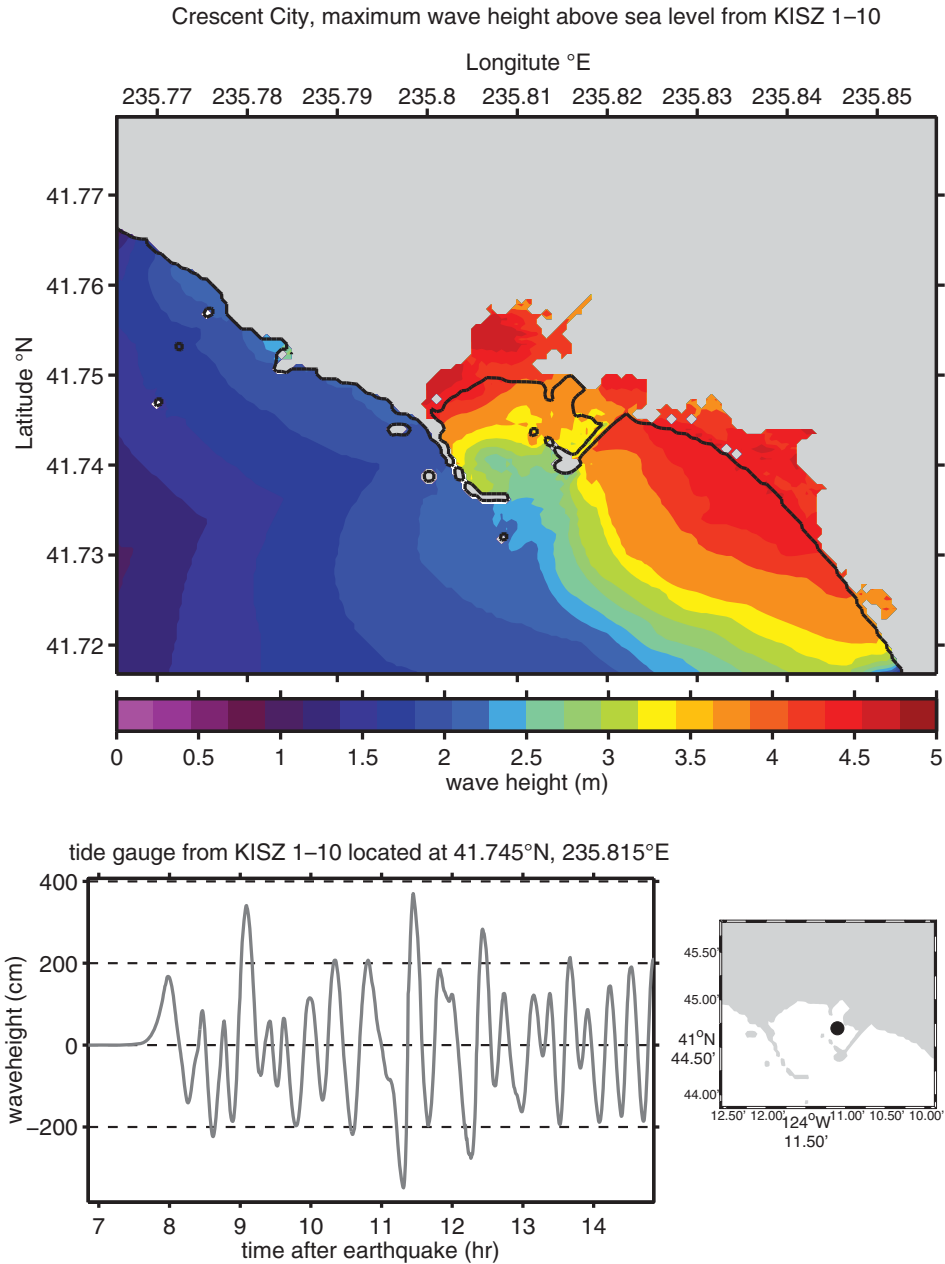 Crescent City, maximum wave height above sea level from KISZ 1–10
Longitute °E
235.77 235.78 235.79 235.8 235.81 235.82 235.83 235.84 235.85
Latitude °N
41.77
41.76
41.75
41.74
41.73
41.72
0 0.5 1 1.5 2 2.5 3 3.5 4 4.5 5
wave height (m)
tide gauge from KISZ 1–10 located at 41.745°N, 235.815°E
waveheight (cm)
400
200
0
−200
7 8 9 10 11 12 13 14
time after earthquake (hr)
45.50'
45.00'
41°N
44.50'
44.00'
12.50' 12.00' 11.00' 10.50' 10.00'
124°W
11.50'